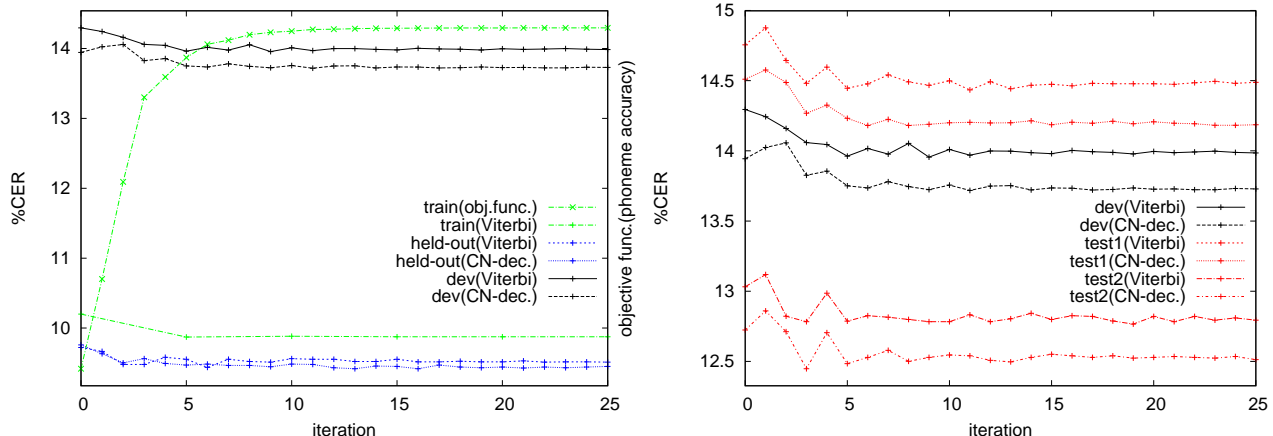 14
13
12
11
10
%CER
0
5
10
15
20
25
iteration
objective func.(phoneme accuracy)
train(obj.func.)
train(Viterbi)
held-out(Viterbi)
held-out(CN-dec.)
dev(Viterbi)
dev(CN-dec.)
15
14.5
14
13.5
13
12.5
%CER
0
5
10
15
20
25
iteration
dev(Viterbi)
dev(CN-dec.)
test1(Viterbi)
test1(CN-dec.)
test2(Viterbi)
test2(CN-dec.)